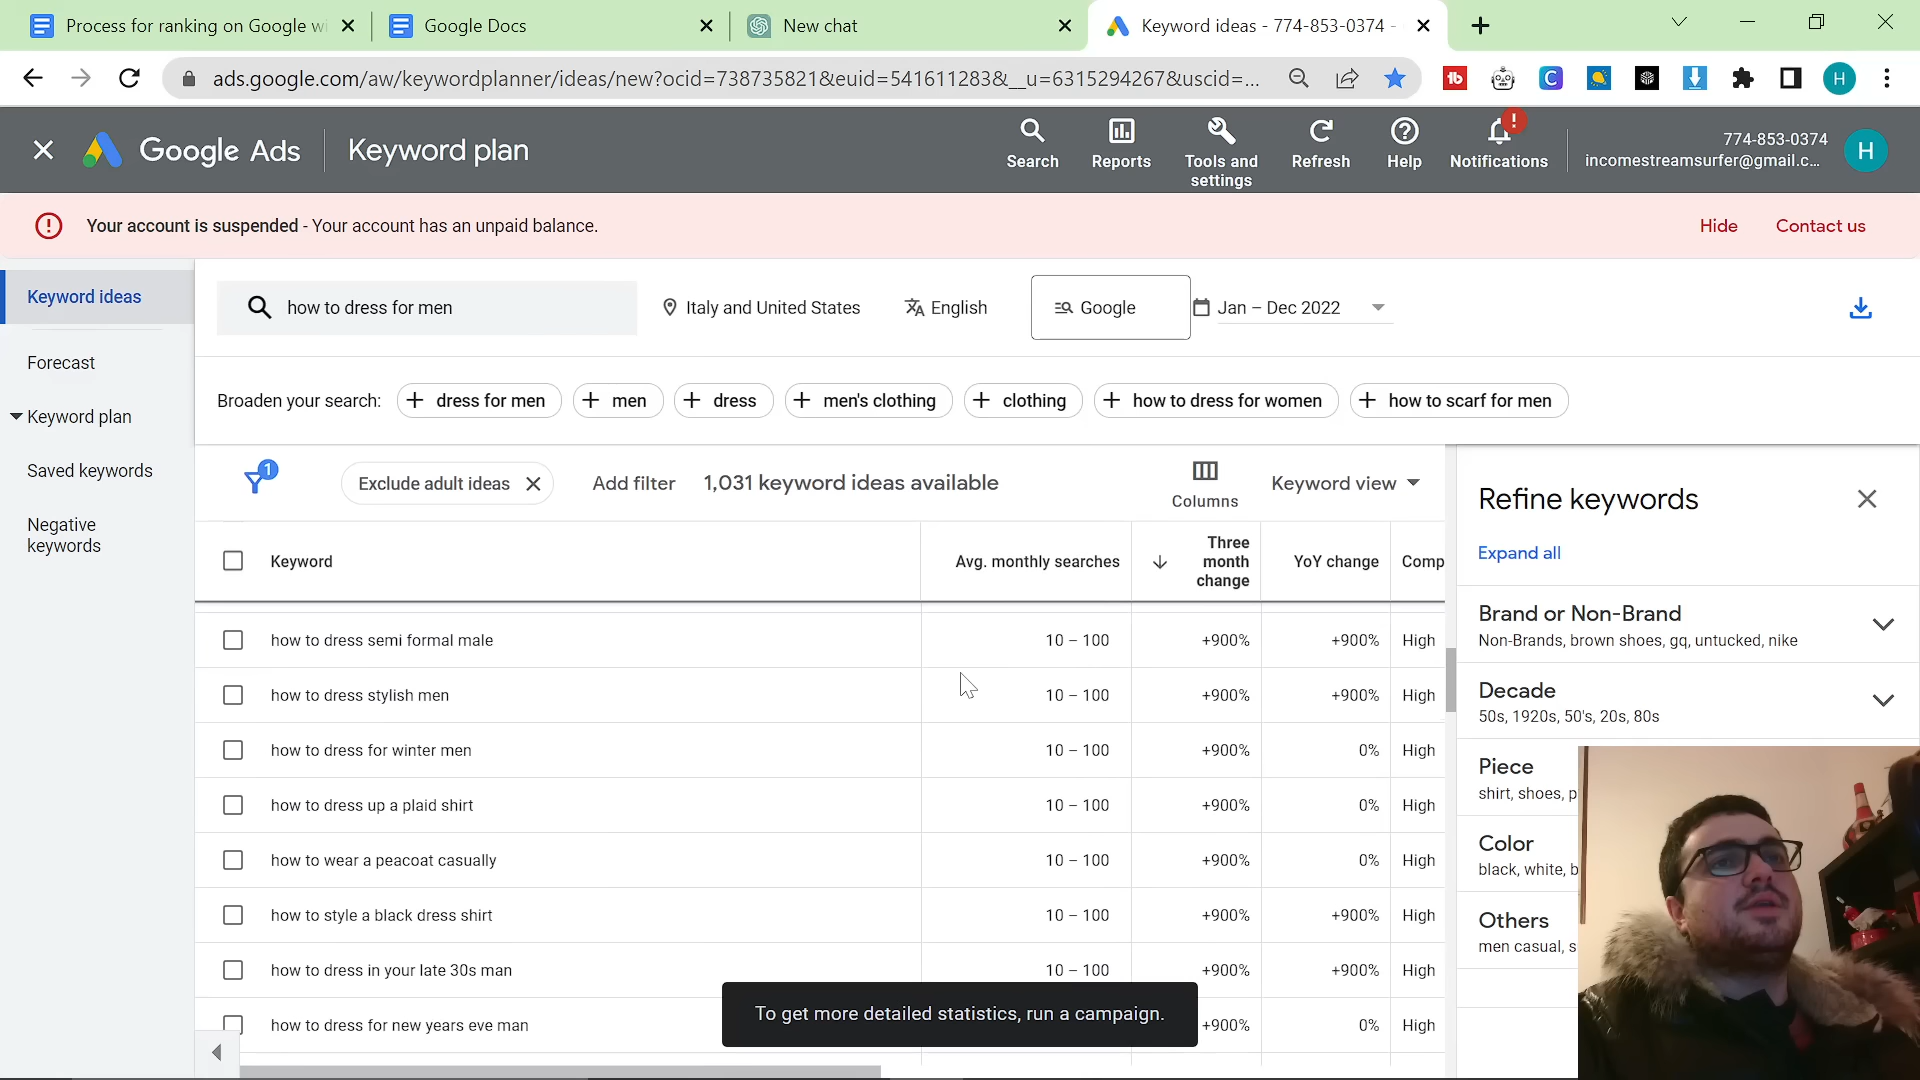 Process for ranking on Google wi
Google Docs
New chat
Keyword ideas - 774-853-0374 -
ads.google.com/aw/keywordplanner/ideas/new?ocid=738735821&euid=541611283&__u=6315294267&uscid=...
H
Google Ads
Keyword plan
Search
Reports
Tools and
settings
Refresh
Help
Notifications
774-853-0374
incomestreamsurfer@gmail.c...
H
Your account is suspended - Your account has an unpaid balance.
Hide
Contact us
Keyword ideas
Forecast
Keyword plan
Saved keywords
Negative
keywords
how to dress for men
Italy and United States
English
Google
Jan – Dec 2022
Broaden your search:
dress for men
men
dress
men's clothing
clothing
how to dress for women
how to scarf for men
1
Exclude adult ideas
Add filter
1,031 keyword ideas available
Columns
Keyword view
Keyword
Avg. monthly searches
Three
month
change
YoY change
Comp
how to dress semi formal male 10 – 100 +900% +900% High
how to dress stylish men 10 – 100 +900% +900% High
how to dress for winter men 10 – 100 +900% 0% High
how to dress up a plaid shirt 10 – 100 +900% 0% High
how to wear a peacoat casually 10 – 100 +900% 0% High
how to style a black dress shirt 10 – 100 +900% +900% High
how to dress in your late 30s man 10 – 100 +900% +900% High
how to dress for new years eve man +900% 0% High
To get more detailed statistics, run a campaign.
Refine keywords
Expand all
Brand or Non-Brand
Non-Brands, brown shoes, gq, untucked, nike
Decade
50s, 1920s, 50's, 20s, 80s
Piece
shirt, shoes, p
Color
black, white, b
Others
men casual, s